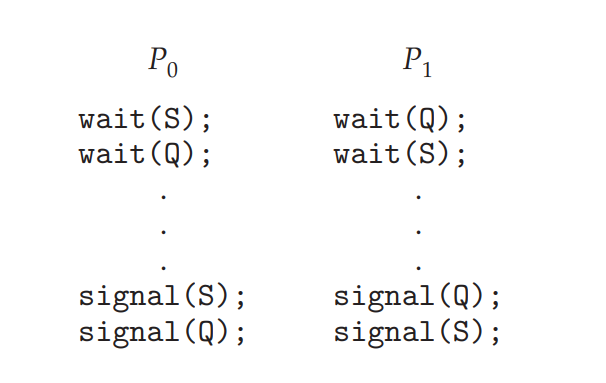 P0 P1
wait(S); wait(Q);
wait(Q); wait(S);
. .
. .
. .
signal(S); signal(Q);
signal(Q); signal(S);